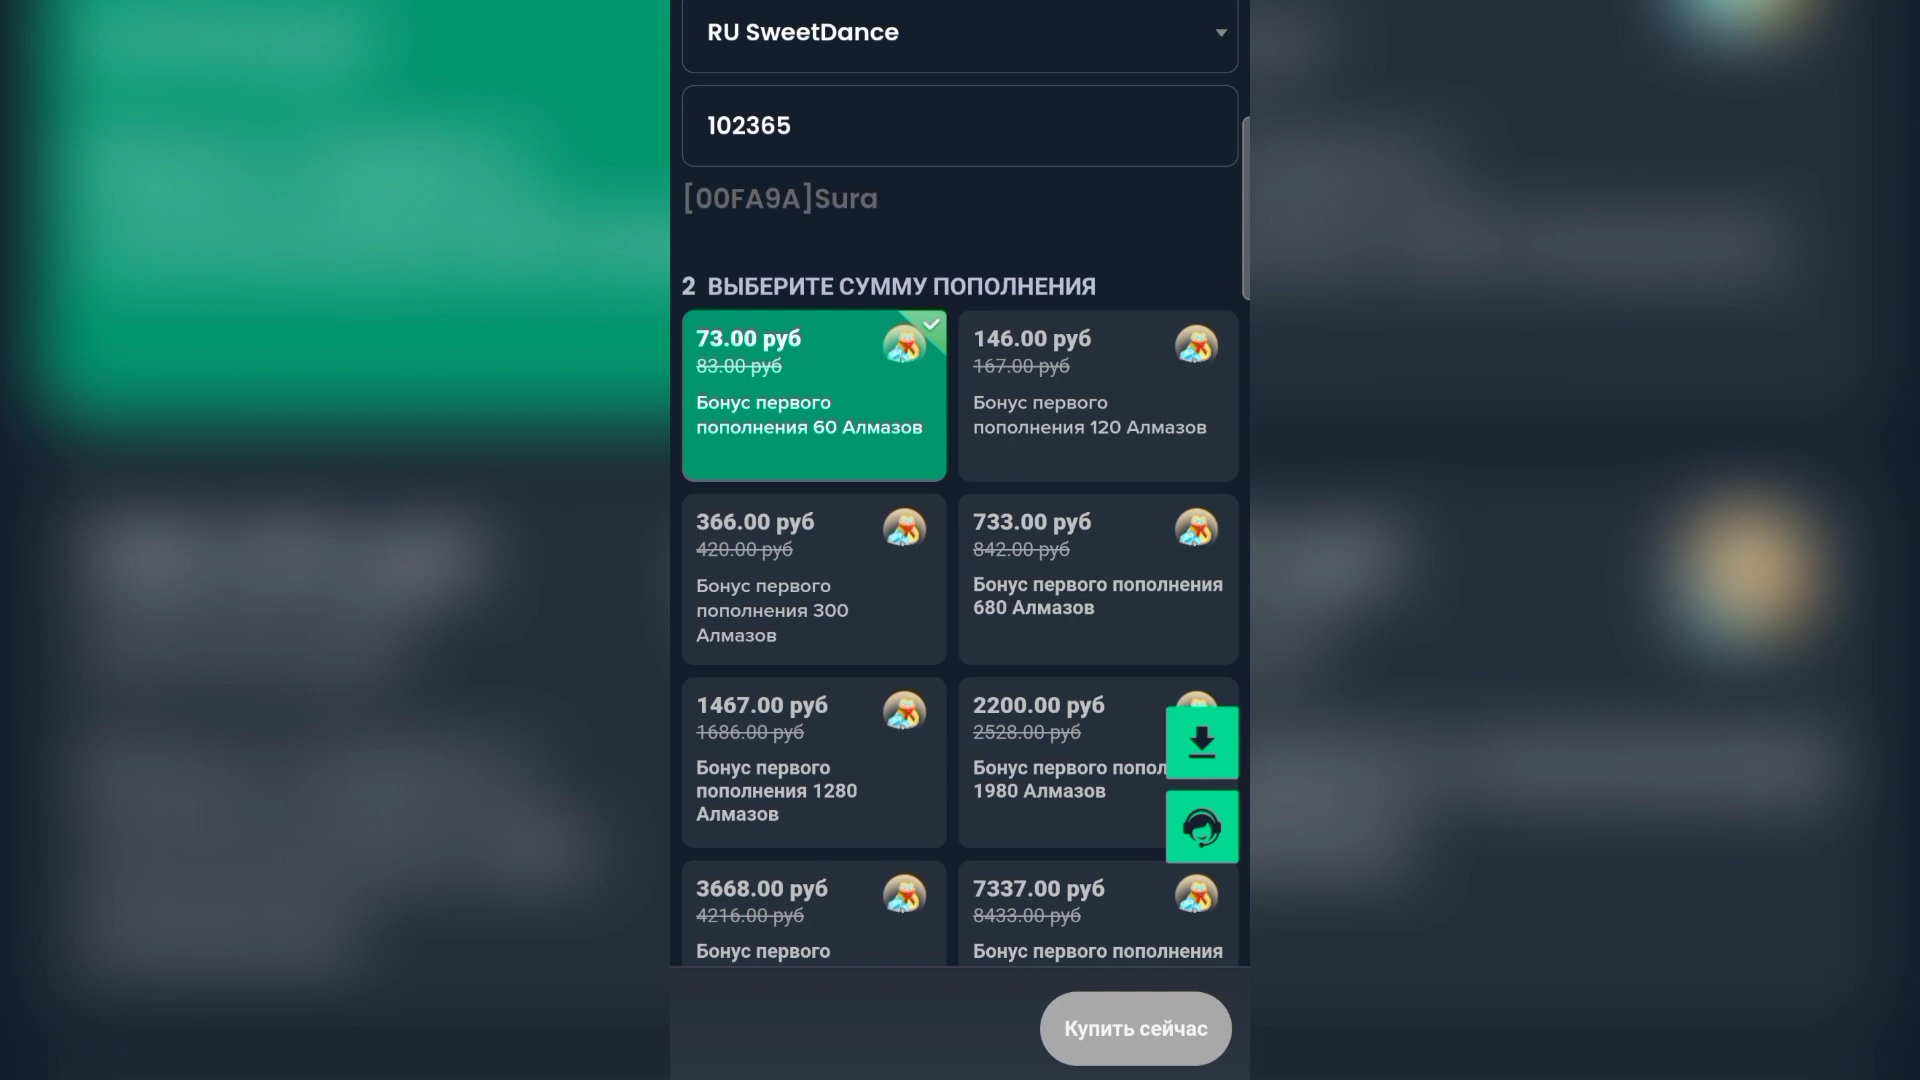 RU SweetDance
102365
[00FA9A]Sura
2 ВЫБЕРИТЕ СУММУ ПОПОЛНЕНИЯ
73.00 руб
83.00 руб
Бонус первого
пополнения 60 Алмазов
146.00 руб
167.00 руб
Бонус первого
пополнения 120 Алмазов
366.00 руб
420.00 руб
Бонус первого
пополнения 300
Алмазов
733.00 руб
842.00 руб
Бонус первого пополнения
680 Алмазов
1467.00 руб
1686.00 руб
Бонус первого
пополнения 1280
Алмазов
2200.00 руб
2528.00 руб
Бонус первого попол
1980 Алмазов
3668.00 руб
4216.00 руб
Бонус первого
7337.00 руб
8433.00 руб
Бонус первого пополнения
Купить сейчас